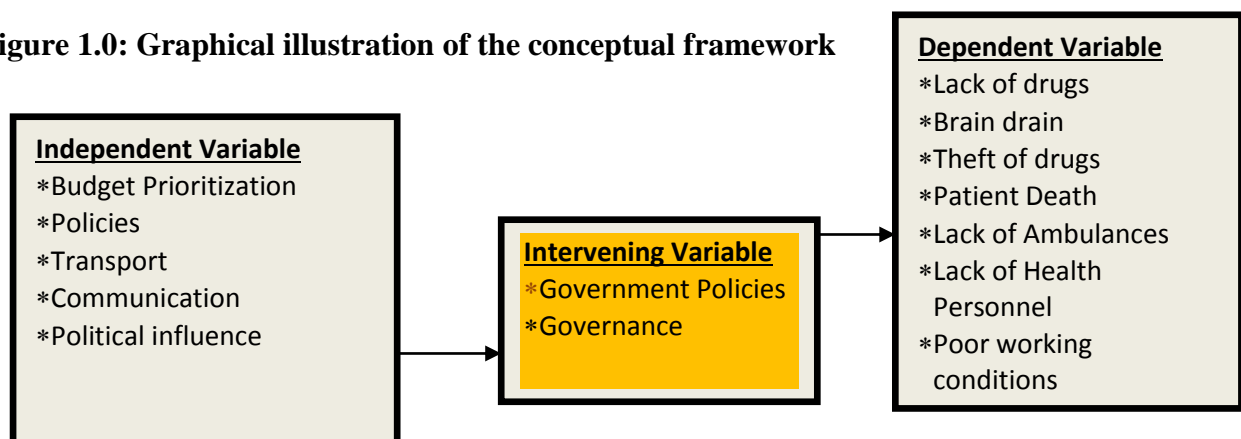 igure 1.0: Graphical illustration of the conceptual framework
Independent Variable
*Budget Prioritization
*Policies
*Transport
*Communication
*Political influence
Intervening Variable
*Government Policies
*Governance
Dependent Variable
*Lack of drugs
*Brain drain
*Theft of drugs
*Patient Death
*Lack of Ambulances
*Lack of Health
Personnel
*Poor working
conditions